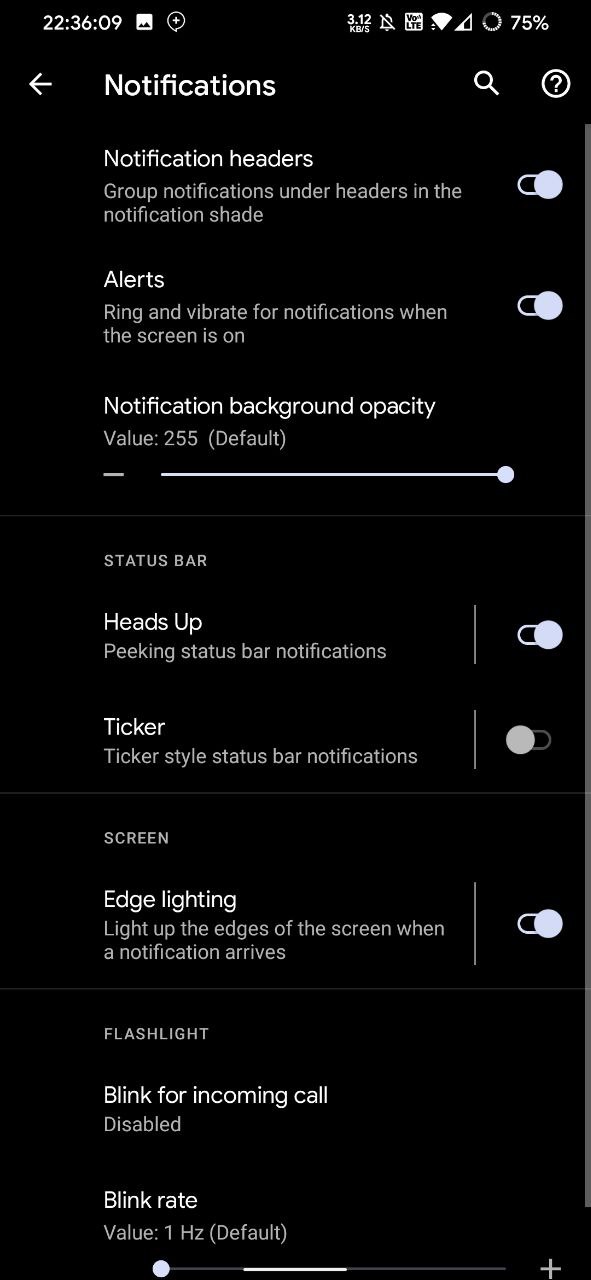 22:36:09 3.12 KB/S Vo LTE 75%
Notifications
Notification headers
Group notifications under headers in the
notification shade
Alerts
Ring and vibrate for notifications when
the screen is on
Notification background opacity
Value: 255 (Default)
STATUS BAR
Heads Up
Peeking status bar notifications
Ticker
Ticker style status bar notifications
SCREEN
Edge lighting
Light up the edges of the screen when
a notification arrives
FLASHLIGHT
Blink for incoming call
Disabled
Blink rate
Value: 1 Hz (Default)